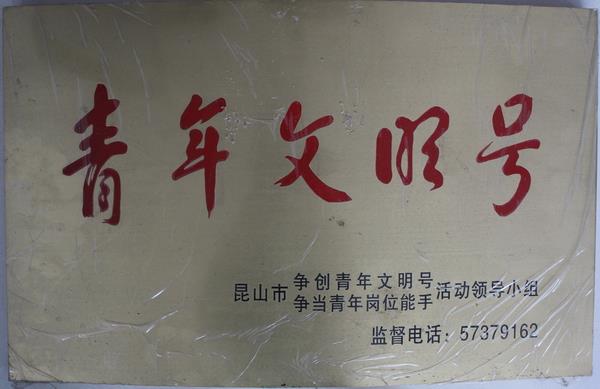 青年文明号
昆山市争创青年文明号活动领导小组
争当青年岗位能手
监督电话：57379162